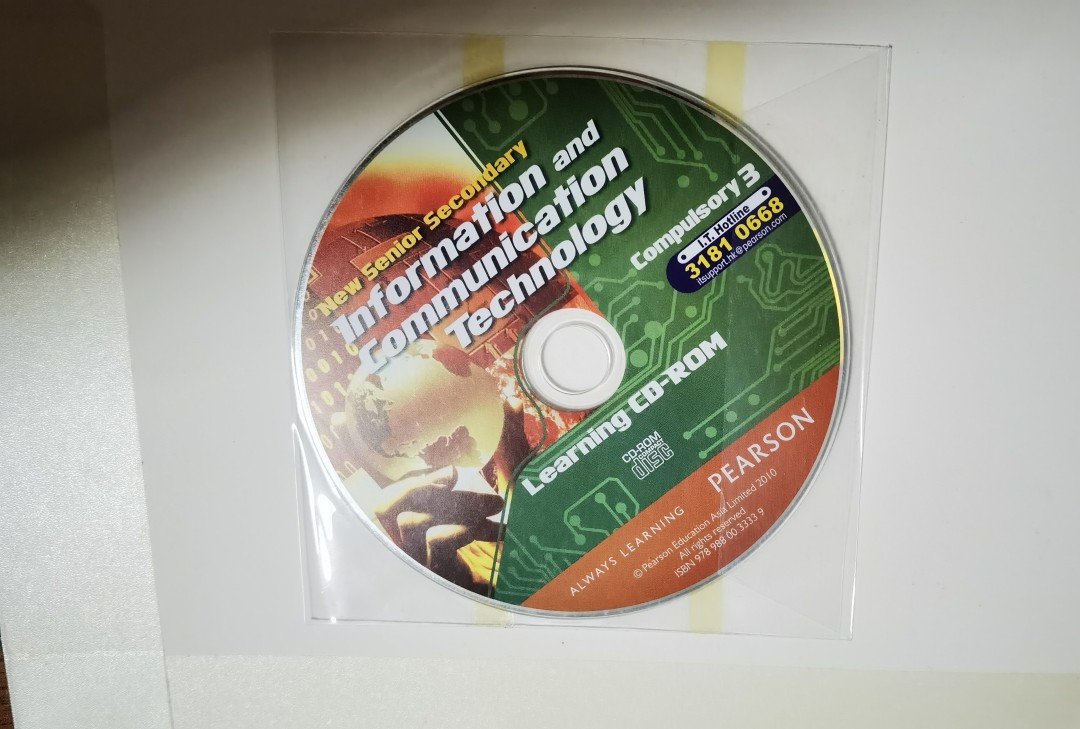 New Senior Secondary
Information and
Communication
Technology
Compulsory 3
I.T. Hotline
3181 0668
itsupport.hk@pearson.com
Learning CD-ROM
CD-ROM
COMPACT
disc
PEARSON
ALWAYS LEARNING
© Pearson Education Asia Limited 2010
All rights reserved
ISBN 978 988 00 3333 9